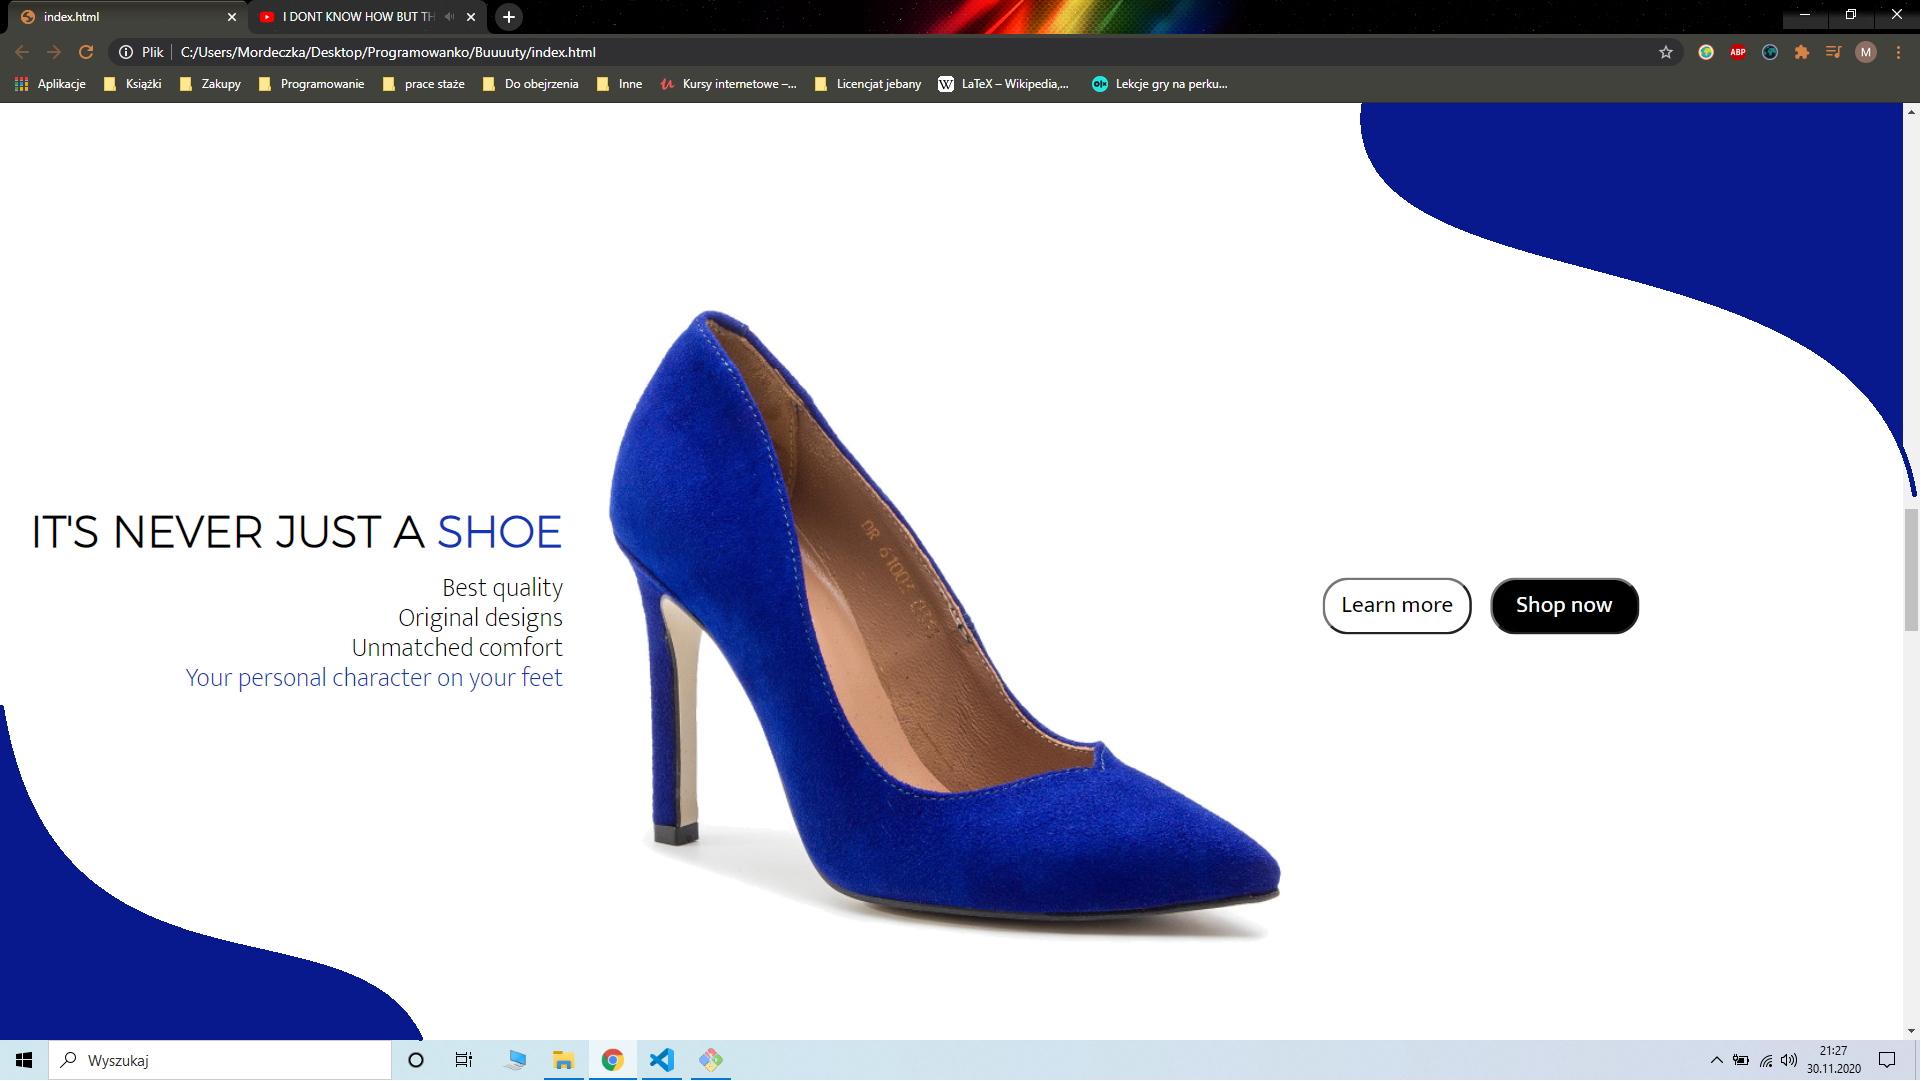 index.html
I DONT KNOW HOW BUT TH
Plik
C:/Users/Mordeczka/Desktop/Programowanko/Buuuuty/index.html
ABP
M
Aplikacje
Książki
Zakupy
Programowanie
prace staże
Do obejrzenia
Inne
Kursy internetowe –...
Licencjat jebany
W
LaTeX – Wikipedia,...
olx
Lekcje gry na perku...
IT'S NEVER JUST A SHOE
Best quality
Original designs
Unmatched comfort
Your personal character on your feet
Learn more
Shop now
Wyszukaj
21:27
30.11.2020